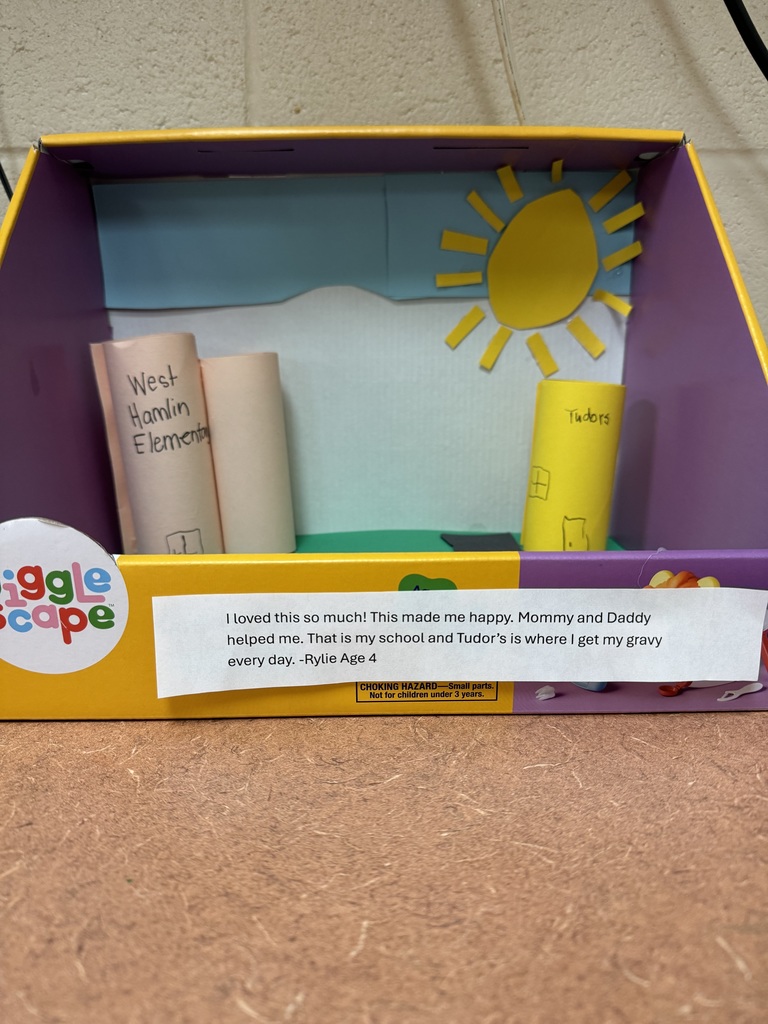 West
Hamlin
Elementary
Tudors
iggle
scape™
I loved this so much! This made me happy. Mommy and Daddy
helped me. That is my school and Tudor's is where I get my gravy
every day. -Rylie Age 4
CHOKING HAZARD—Small parts.
Not for children under 3 years.